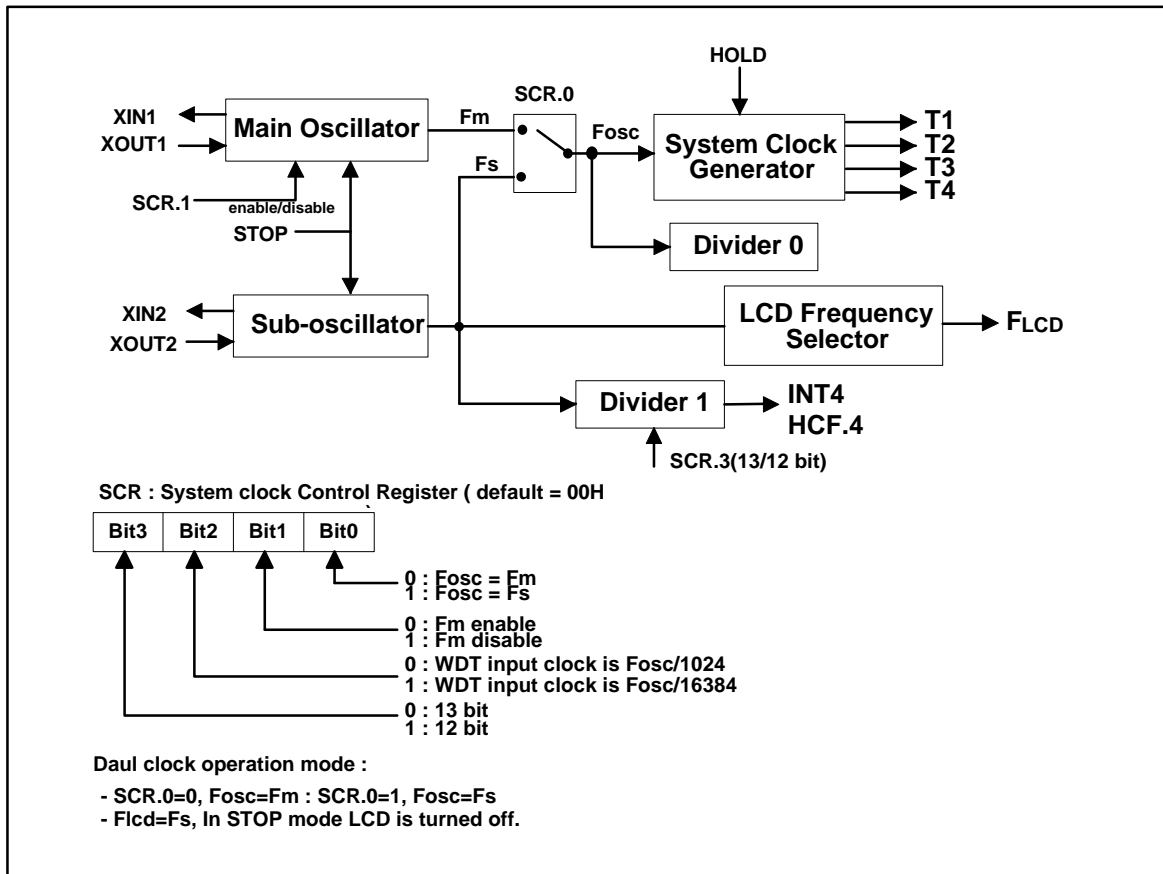 HOLD
SCR.0
XIN1
XOUT1
Main Oscillator
Fm
Fosc
System Clock
Generator
T1
T2
T3
T4
Fs
SCR.1
enable/disable
STOP
Divider 0
XIN2
XOUT2
Sub-oscillator
LCD Frequency
Selector
FLCD
Divider 1
INT4
HCF.4
SCR.3(13/12 bit)
SCR : System clock Control Register ( default = 00H
)
Bit3 Bit2 Bit1 Bit0
0 : Fosc = Fm
1 : Fosc = Fs
0 : Fm enable
1 : Fm disable
0 : WDT input clock is Fosc/1024
1 : WDT input clock is Fosc/16384
0 : 13 bit
1 : 12 bit
Daul clock operation mode :
- SCR.0=0, Fosc=Fm : SCR.0=1, Fosc=Fs
- Flcd=Fs, In STOP mode LCD is turned off.